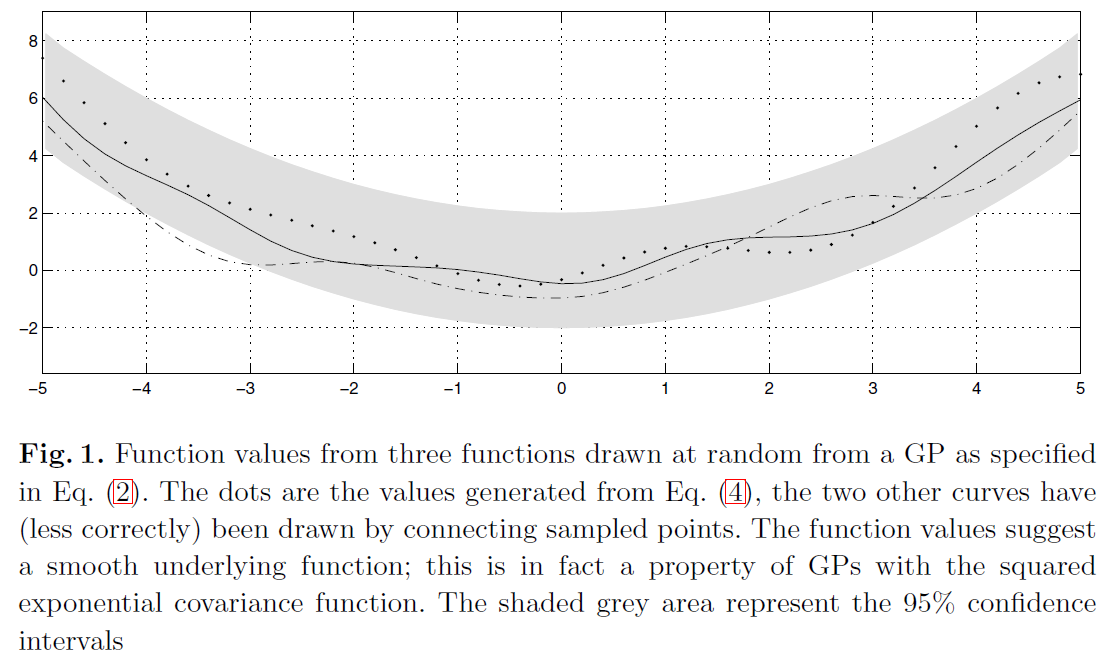 8
6
4
2
0
−2
−5 −4 −3 −2 −1 0 1 2 3 4 5
Fig. 1. Function values from three functions drawn at random from a GP as specified
in Eq. (2). The dots are the values generated from Eq. (4), the two other curves have
(less correctly) been drawn by connecting sampled points. The function values suggest
a smooth underlying function; this is in fact a property of GPs with the squared
exponential covariance function. The shaded grey area represent the 95% confidence
intervals